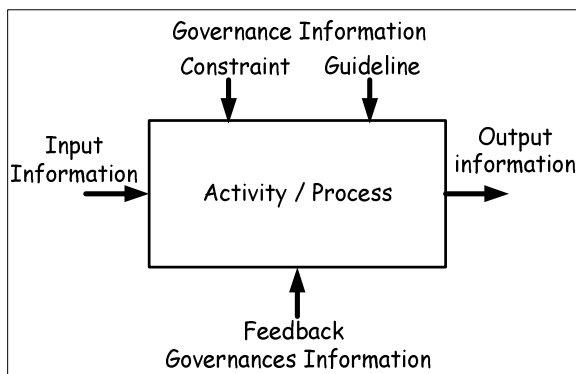 Governance Information
Constraint Guideline
Input
Information
Activity / Process
Output
information
Feedback
Governances Information